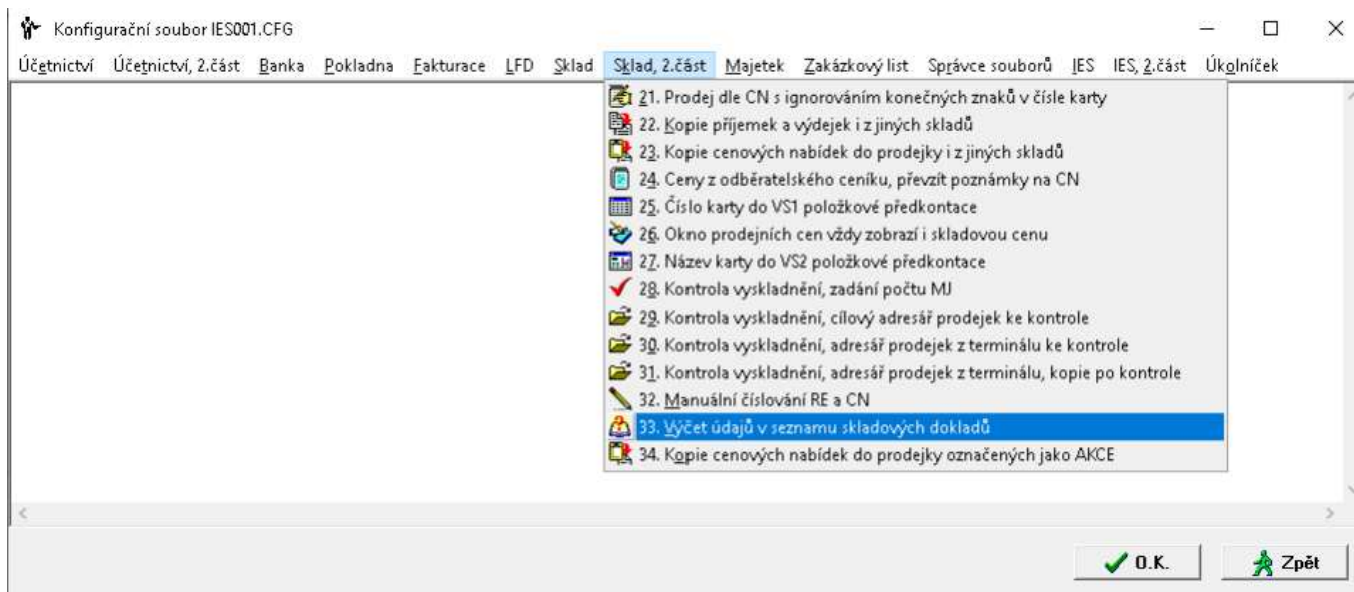 Konfigurační soubor IES001.CFG
Účetnictví Účetnictví, 2.část Banka Pokladna Fakturace LFD Sklad Sklad, 2.část Majetek Zakázkový list Správce souborů IES IES, 2.část Úkolníček
21. Prodej dle CN s ignorováním konečných znaků v čísle karty
22. Kopie příjemek a výdejek i z jiných skladů
23. Kopie cenových nabídek do prodejky i z jiných skladů
24. Ceny z odběratelského ceníku, převzít poznámky na CN
25. Číslo karty do VS1 položkové předkontace
26. Okno prodejních cen vždy zobrazí i skladovou cenu
27. Název karty do VS2 položkové předkontace
28. Kontrola vyskladnění, zadání počtu MJ
29. Kontrola vyskladnění, cílový adresář prodejek ke kontrole
30. Kontrola vyskladnění, adresář prodejek z terminálu ke kontrole
31. Kontrola vyskladnění, adresář prodejek z terminálu, kopie po kontrole
32. Manuální číslování RE a CN
33. Výčet údajů v seznamu skladových dokladů
34. Kopie cenových nabídek do prodejky označených jako AKCE
O.K. Zpět